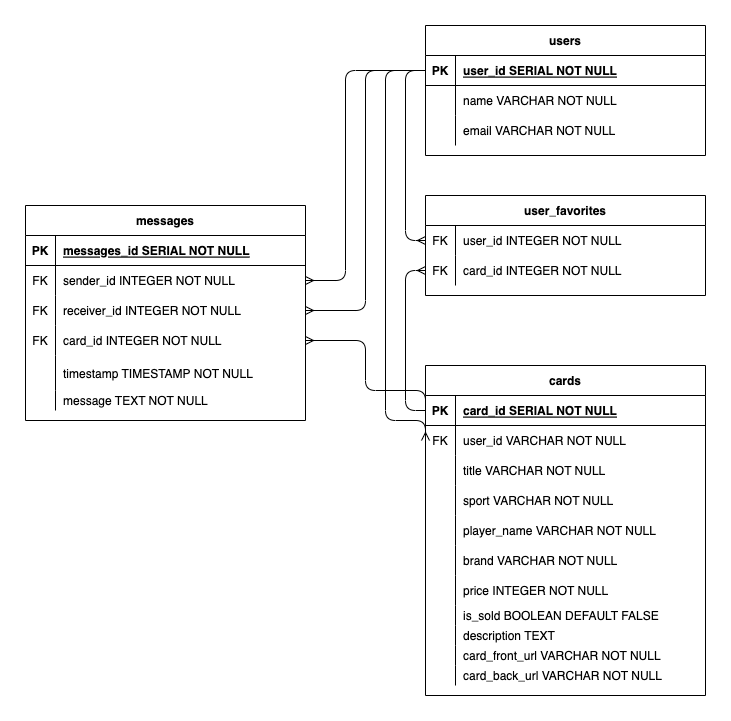 users
PK user_id SERIAL NOT NULL
name VARCHAR NOT NULL
email VARCHAR NOT NULL
messages
PK messages_id SERIAL NOT NULL
FK sender_id INTEGER NOT NULL
FK receiver_id INTEGER NOT NULL
FK card_id INTEGER NOT NULL
timestamp TIMESTAMP NOT NULL
message TEXT NOT NULL
user_favorites
FK user_id INTEGER NOT NULL
FK card_id INTEGER NOT NULL
cards
PK card_id SERIAL NOT NULL
FK user_id VARCHAR NOT NULL
title VARCHAR NOT NULL
sport VARCHAR NOT NULL
player_name VARCHAR NOT NULL
brand VARCHAR NOT NULL
price INTEGER NOT NULL
is_sold BOOLEAN DEFAULT FALSE
description TEXT
card_front_url VARCHAR NOT NULL
card_back_url VARCHAR NOT NULL